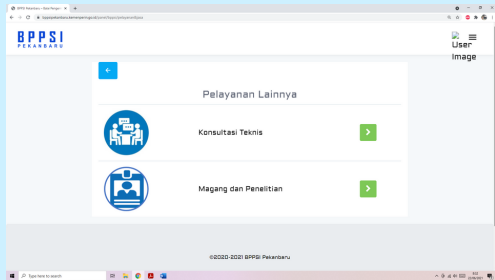 BPPSI
PEKANBARU
User
Image
Pelayanan Lainnya
Konsultasi Teknis
Magang dan Penelitian
©2020-2021 BPPSI Pekanbaru
Type here to search